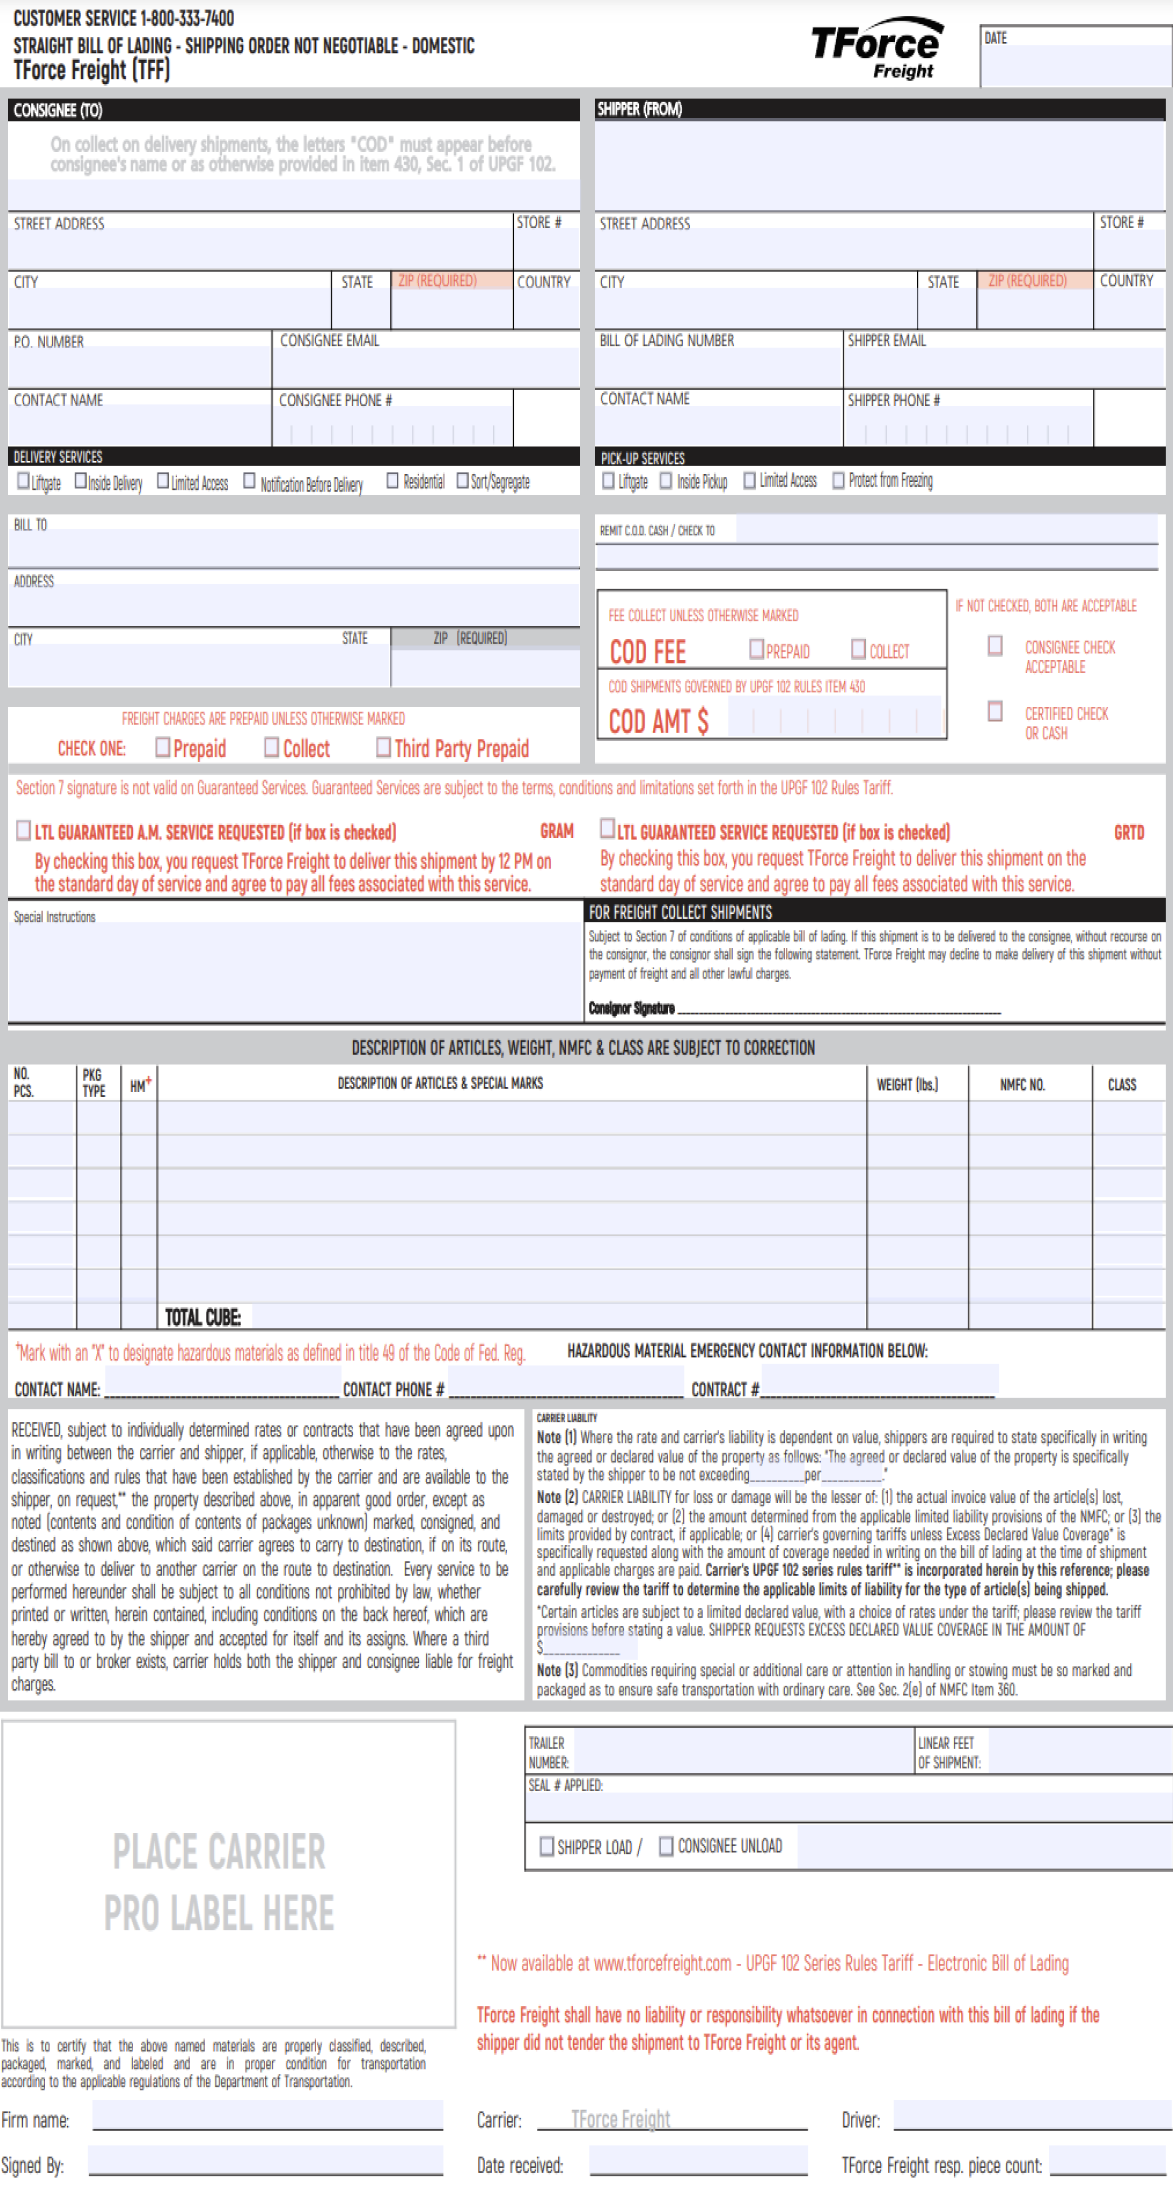 CUSTOMER SERVICE 1-800-333-7400
STRAIGHT BILL OF LADING - SHIPPING ORDER NOT NEGOTIABLE - DOMESTIC
TForce Freight (TFF)
TForce
Freight
DATE
CONSIGNEE (TO)
On collect on delivery shipments, the letters "COD" must appear before
consignee's name or as otherwise provided in item 430, Sec. 1 of UPGF 102.
STREET ADDRESS STORE #
CITY STATE ZIP (REQUIRED) COUNTRY
P.O. NUMBER CONSIGNEE EMAIL
CONTACT NAME CONSIGNEE PHONE #
DELIVERY SERVICES
Liftgate Inside Delivery Limited Access Notification Before Delivery Residential Sort/Segregate
SHIPPER (FROM)
STREET ADDRESS STORE #
CITY STATE ZIP (REQUIRED) COUNTRY
BILL OF LADING NUMBER SHIPPER EMAIL
CONTACT NAME SHIPPER PHONE #
PICK-UP SERVICES
Liftgate Inside Pickup Limited Access Protect from Freezing
BILL TO
ADDRESS
CITY STATE ZIP (REQUIRED)
FREIGHT CHARGES ARE PREPAID UNLESS OTHERWISE MARKED
CHECK ONE: Prepaid Collect Third Party Prepaid
REMIT C.O.D. CASH / CHECK TO
FEE COLLECT UNLESS OTHERWISE MARKED
COD FEE PREPAID COLLECT
COD SHIPMENTS GOVERNED BY UPGF 102 RULES ITEM 430
COD AMT $
IF NOT CHECKED, BOTH ARE ACCEPTABLE
CONSIGNEE CHECK
ACCEPTABLE
CERTIFIED CHECK
OR CASH
Section 7 signature is not valid on Guaranteed Services. Guaranteed Services are subject to the terms, conditions and limitations set forth in the UPGF 102 Rules Tariff.
LTL GUARANTEED A.M. SERVICE REQUESTED (if box is checked) GRAM
By checking this box, you request TForce Freight to deliver this shipment by 12 PM on
the standard day of service and agree to pay all fees associated with this service.
LTL GUARANTEED SERVICE REQUESTED (if box is checked) GRTD
By checking this box, you request TForce Freight to deliver this shipment on the
standard day of service and agree to pay all fees associated with this service.
Special Instructions
FOR FREIGHT COLLECT SHIPMENTS
Subject to Section 7 of conditions of applicable bill of lading. If this shipment is to be delivered to the consignee, without recourse on
the consignor, the consignor shall sign the following statement. TForce Freight may decline to make delivery of this shipment without
payment of freight and all other lawful charges.
Consignor Signature
DESCRIPTION OF ARTICLES, WEIGHT, NMFC & CLASS ARE SUBJECT TO CORRECTION
NO. PCS. PKG TYPE HM+ DESCRIPTION OF ARTICLES & SPECIAL MARKS WEIGHT (lbs.) NMFC NO. CLASS
TOTAL CUBE:
+Mark with an "X" to designate hazardous materials as defined in title 49 of the Code of Fed. Reg. HAZARDOUS MATERIAL EMERGENCY CONTACT INFORMATION BELOW:
CONTACT NAME: CONTACT PHONE # CONTRACT #
RECEIVED, subject to individually determined rates or contracts that have been agreed upon
in writing between the carrier and shipper, if applicable, otherwise to the rates,
classifications and rules that have been established by the carrier and are available to the
shipper, on request,** the property described above, in apparent good order, except as
noted (contents and condition of contents of packages unknown) marked, consigned, and
destined as shown above, which said carrier agrees to carry to destination, if on its route,
or otherwise to deliver to another carrier on the route to destination. Every service to be
performed hereunder shall be subject to all conditions not prohibited by law, whether
printed or written, herein contained, including conditions on the back hereof, which are
hereby agreed to by the shipper and accepted for itself and its assigns. Where a third
party bill to or broker exists, carrier holds both the shipper and consignee liable for freight
charges.
CARRIER LIABILITY
Note (1) Where the rate and carrier's liability is dependent on value, shippers are required to state specifically in writing
the agreed or declared value of the property as follows: "The agreed or declared value of the property is specifically
stated by the shipper to be not exceeding__________per___________."
Note (2) CARRIER LIABILITY for loss or damage will be the lesser of: (1) the actual invoice value of the article(s) lost,
damaged or destroyed; or (2) the amount determined from the applicable limited liability provisions of the NMFC; or (3) the
limits provided by contract, if applicable; or (4) carrier's governing tariffs unless Excess Declared Value Coverage* is
specifically requested along with the amount of coverage needed in writing on the bill of lading at the time of shipment
and applicable charges are paid. Carrier's UPGF 102 series rules tariff** is incorporated herein by this reference; please
carefully review the tariff to determine the applicable limits of liability for the type of article(s) being shipped.
*Certain articles are subject to a limited declared value, with a choice of rates under the tariff; please review the tariff
provisions before stating a value. SHIPPER REQUESTS EXCESS DECLARED VALUE COVERAGE IN THE AMOUNT OF
$______________
Note (3) Commodities requiring special or additional care or attention in handling or stowing must be so marked and
packaged as to ensure safe transportation with ordinary care. See Sec. 2(e) of NMFC Item 360.
PLACE CARRIER
PRO LABEL HERE
TRAILER
NUMBER:
LINEAR FEET
OF SHIPMENT:
SEAL # APPLIED:
SHIPPER LOAD / CONSIGNEE UNLOAD
** Now available at www.tforcefreight.com - UPGF 102 Series Rules Tariff - Electronic Bill of Lading
TForce Freight shall have no liability or responsibility whatsoever in connection with this bill of lading if the
shipper did not tender the shipment to TForce Freight or its agent.
This is to certify that the above named materials are properly classified, described,
packaged, marked, and labeled and are in proper condition for transportation
according to the applicable regulations of the Department of Transportation.
Firm name: Carrier: TForce Freight Driver:
Signed By: Date received: TForce Freight resp. piece count: